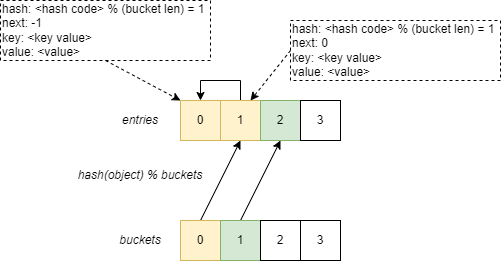 hash: <hash code> % (bucket len) = 1
next: -1
key: <key value>
value: <value>
hash: <hash code> % (bucket len) = 1
next: 0
key: <key value>
value: <value>
entries 0 1 2 3
hash(object) % buckets
buckets 0 1 2 3